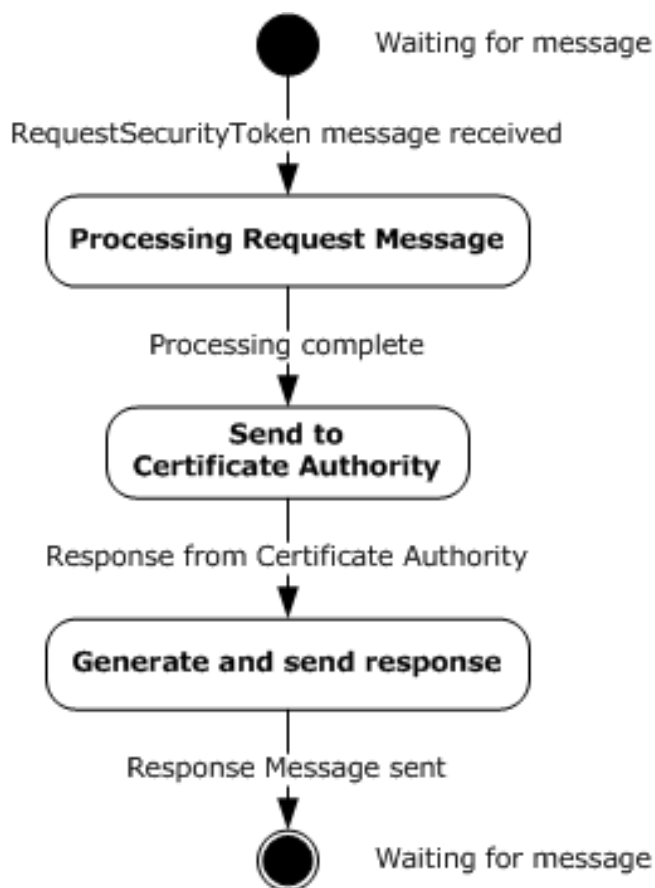 Waiting for message
RequestSecurityToken message received
Processing Request Message
Processing complete
Send to
Certificate Authority
Response from Certificate Authority
Generate and send response
Response Message sent
Waiting for message